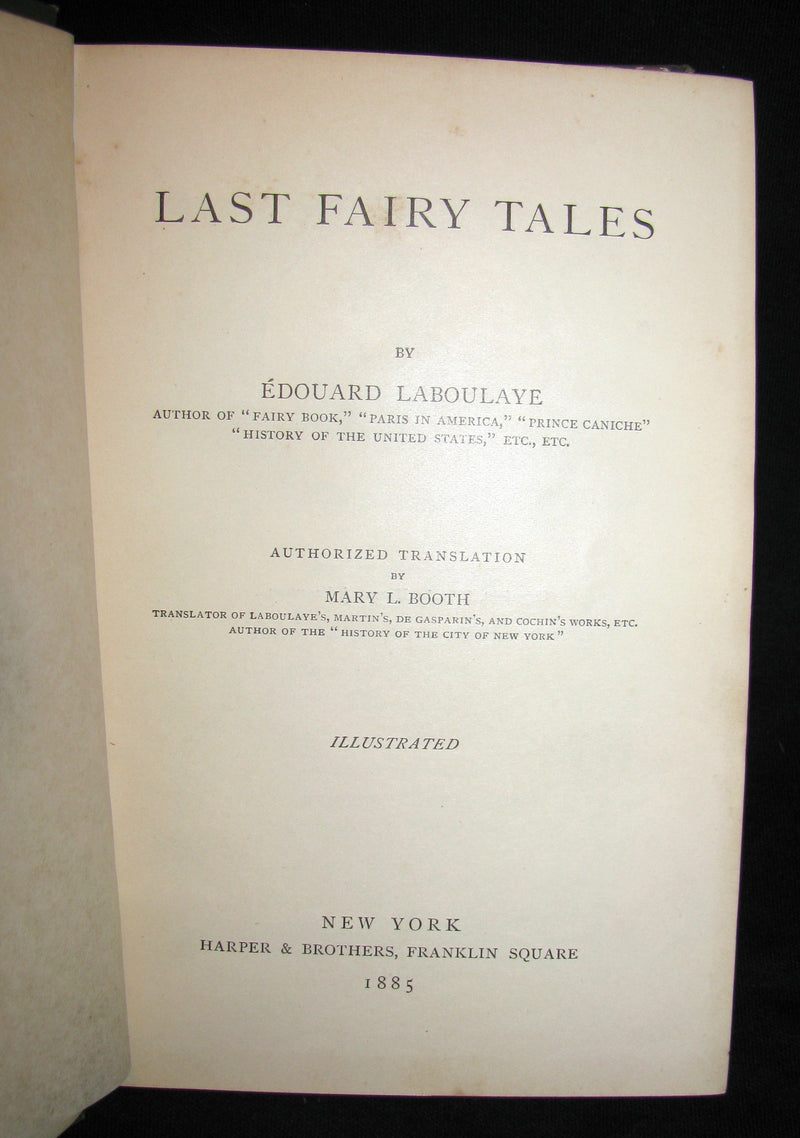 LAST FAIRY TALES
BY
ÉDOUARD LABOULAYE
AUTHOR OF “FAIRY BOOK,” “PARIS IN AMERICA,” “PRINCE CANICHE”
“HISTORY OF THE UNITED STATES,” ETC., ETC.
AUTHORIZED TRANSLATION
BY
MARY L. BOOTH
TRANSLATOR OF LABOULAYE’S, MARTIN’S, DE GASPARIN’S, AND COCHIN’S WORKS, ETC.
AUTHOR OF THE “HISTORY OF THE CITY OF NEW YORK”
ILLUSTRATED
NEW YORK
HARPER & BROTHERS, FRANKLIN SQUARE
1885